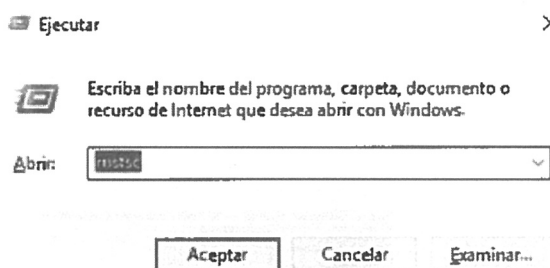 Ejecutar
Escriba el nombre del programa, carpeta, documento o
recurso de Internet que desea abrir con Windows.
Abrir: mstsc
Aceptar Cancelar Examinar...